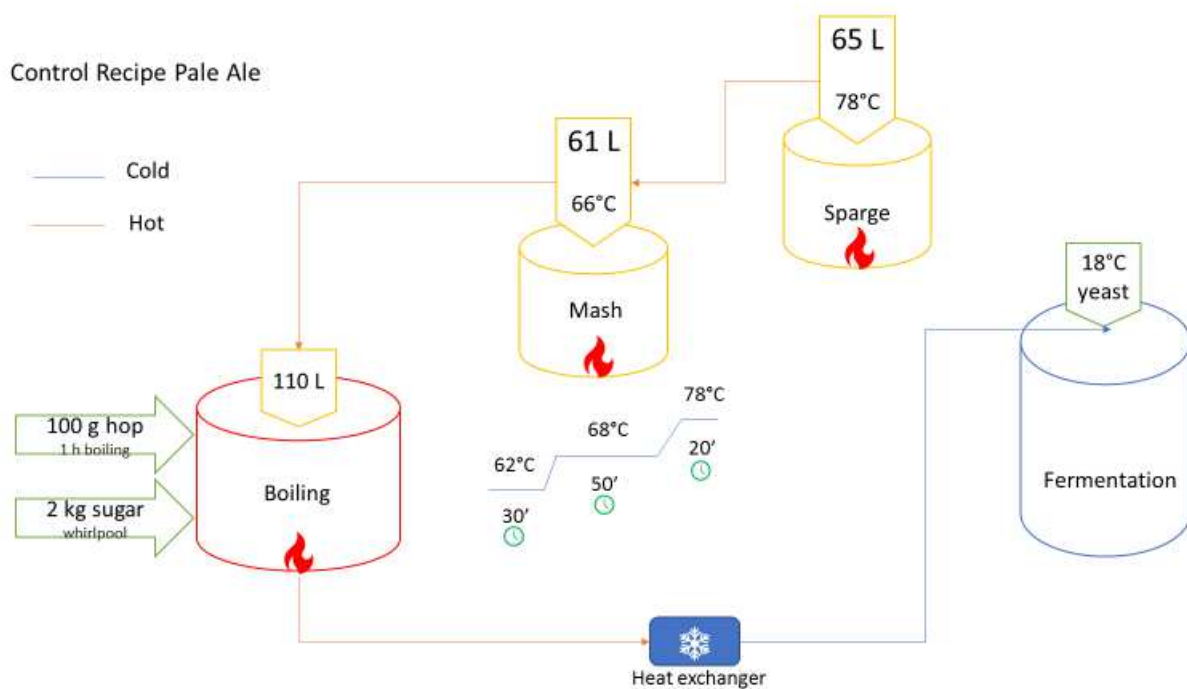 Control Recipe Pale Ale
Cold
Hot
65 L
78°C
Sparge
61 L
66°C
Mash
18°C
yeast
Fermentation
110 L
Boiling
100 g hop
1 h boiling
2 kg sugar
whirlpool
62°C
30’
68°C
50’
78°C
20’
Heat exchanger